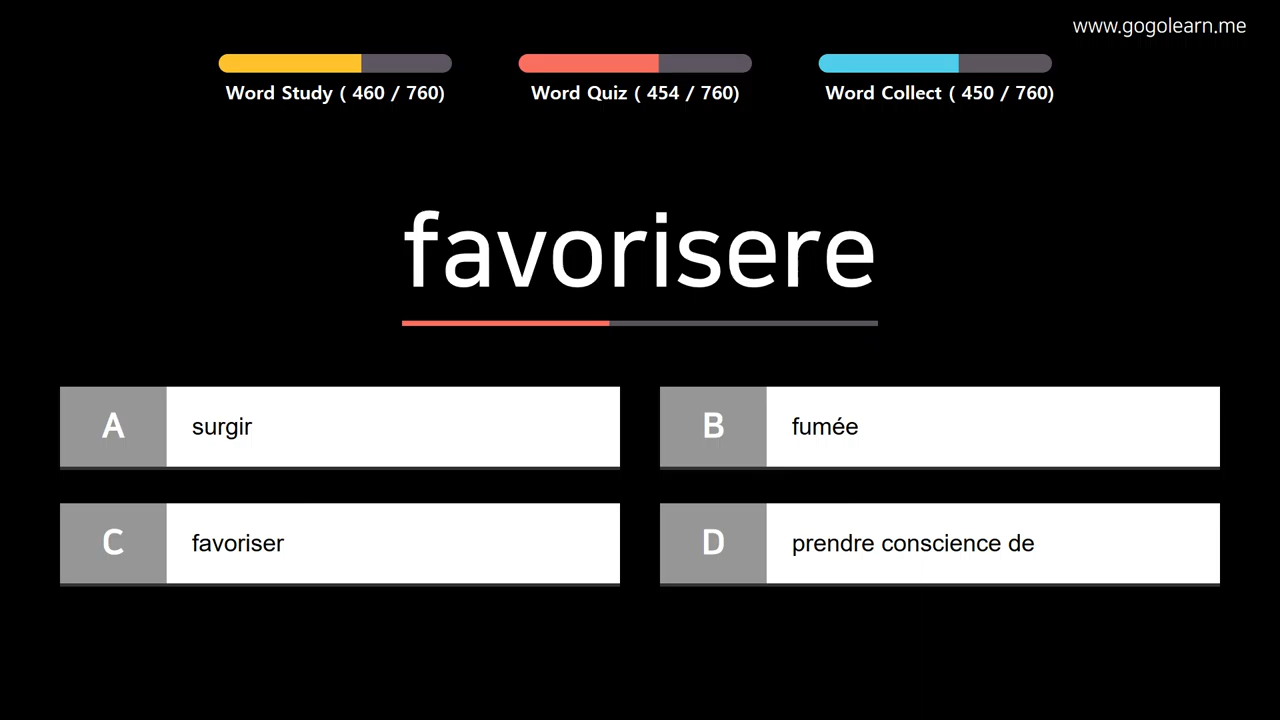 www.gogolearn.me
Word Study ( 460 / 760)
Word Quiz ( 454 / 760)
Word Collect ( 450 / 760)
favorisere
A
surgir
B
fumée
C
favoriser
D
prendre conscience de